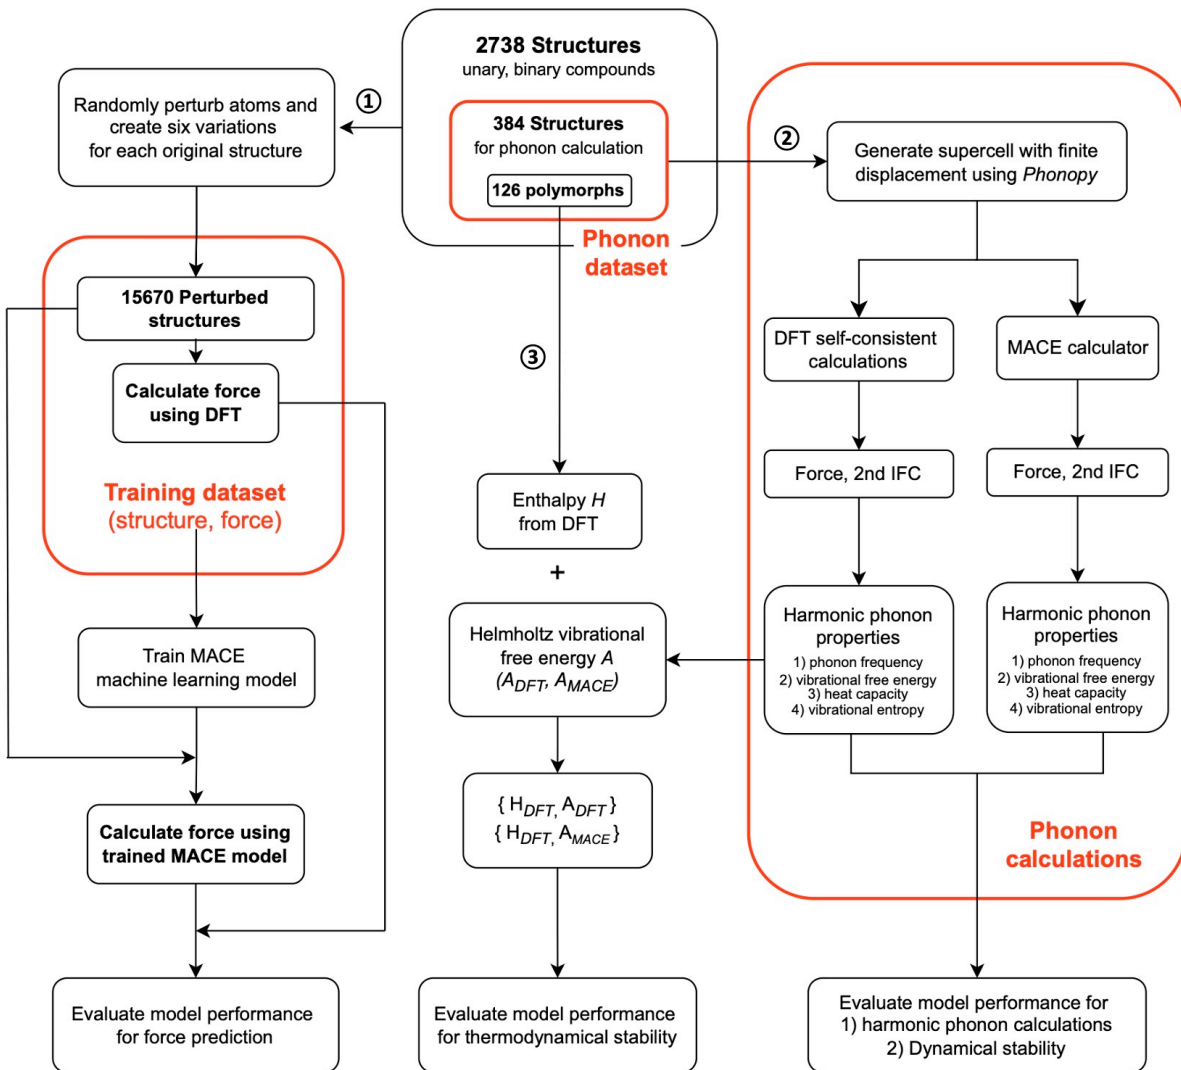 2738 Structures
unary, binary compounds
384 Structures
for phonon calculation
126 polymorphs
Phonon
dataset
①
Randomly perturb atoms and
create six variations
for each original structure
15670 Perturbed
structures
Calculate force
using DFT
Training dataset
(structure, force)
Train MACE
machine learning model
Calculate force using
trained MACE model
Evaluate model performance
for force prediction
③
Enthalpy H
from DFT
+
Helmholtz vibrational
free energy A
(A_DFT, A_MACE)
{ H_DFT, A_DFT }
{ H_DFT, A_MACE }
Evaluate model performance
for thermodynamical stability
②
Generate supercell with finite
displacement using Phonopy
DFT self-consistent
calculations
Force, 2nd IFC
Harmonic phonon
properties
1) phonon frequency
2) vibrational free energy
3) heat capacity
4) vibrational entropy
MACE calculator
Force, 2nd IFC
Harmonic phonon
properties
1) phonon frequency
2) vibrational free energy
3) heat capacity
4) vibrational entropy
Phonon
calculations
Evaluate model performance for
1) harmonic phonon calculations
2) Dynamical stability